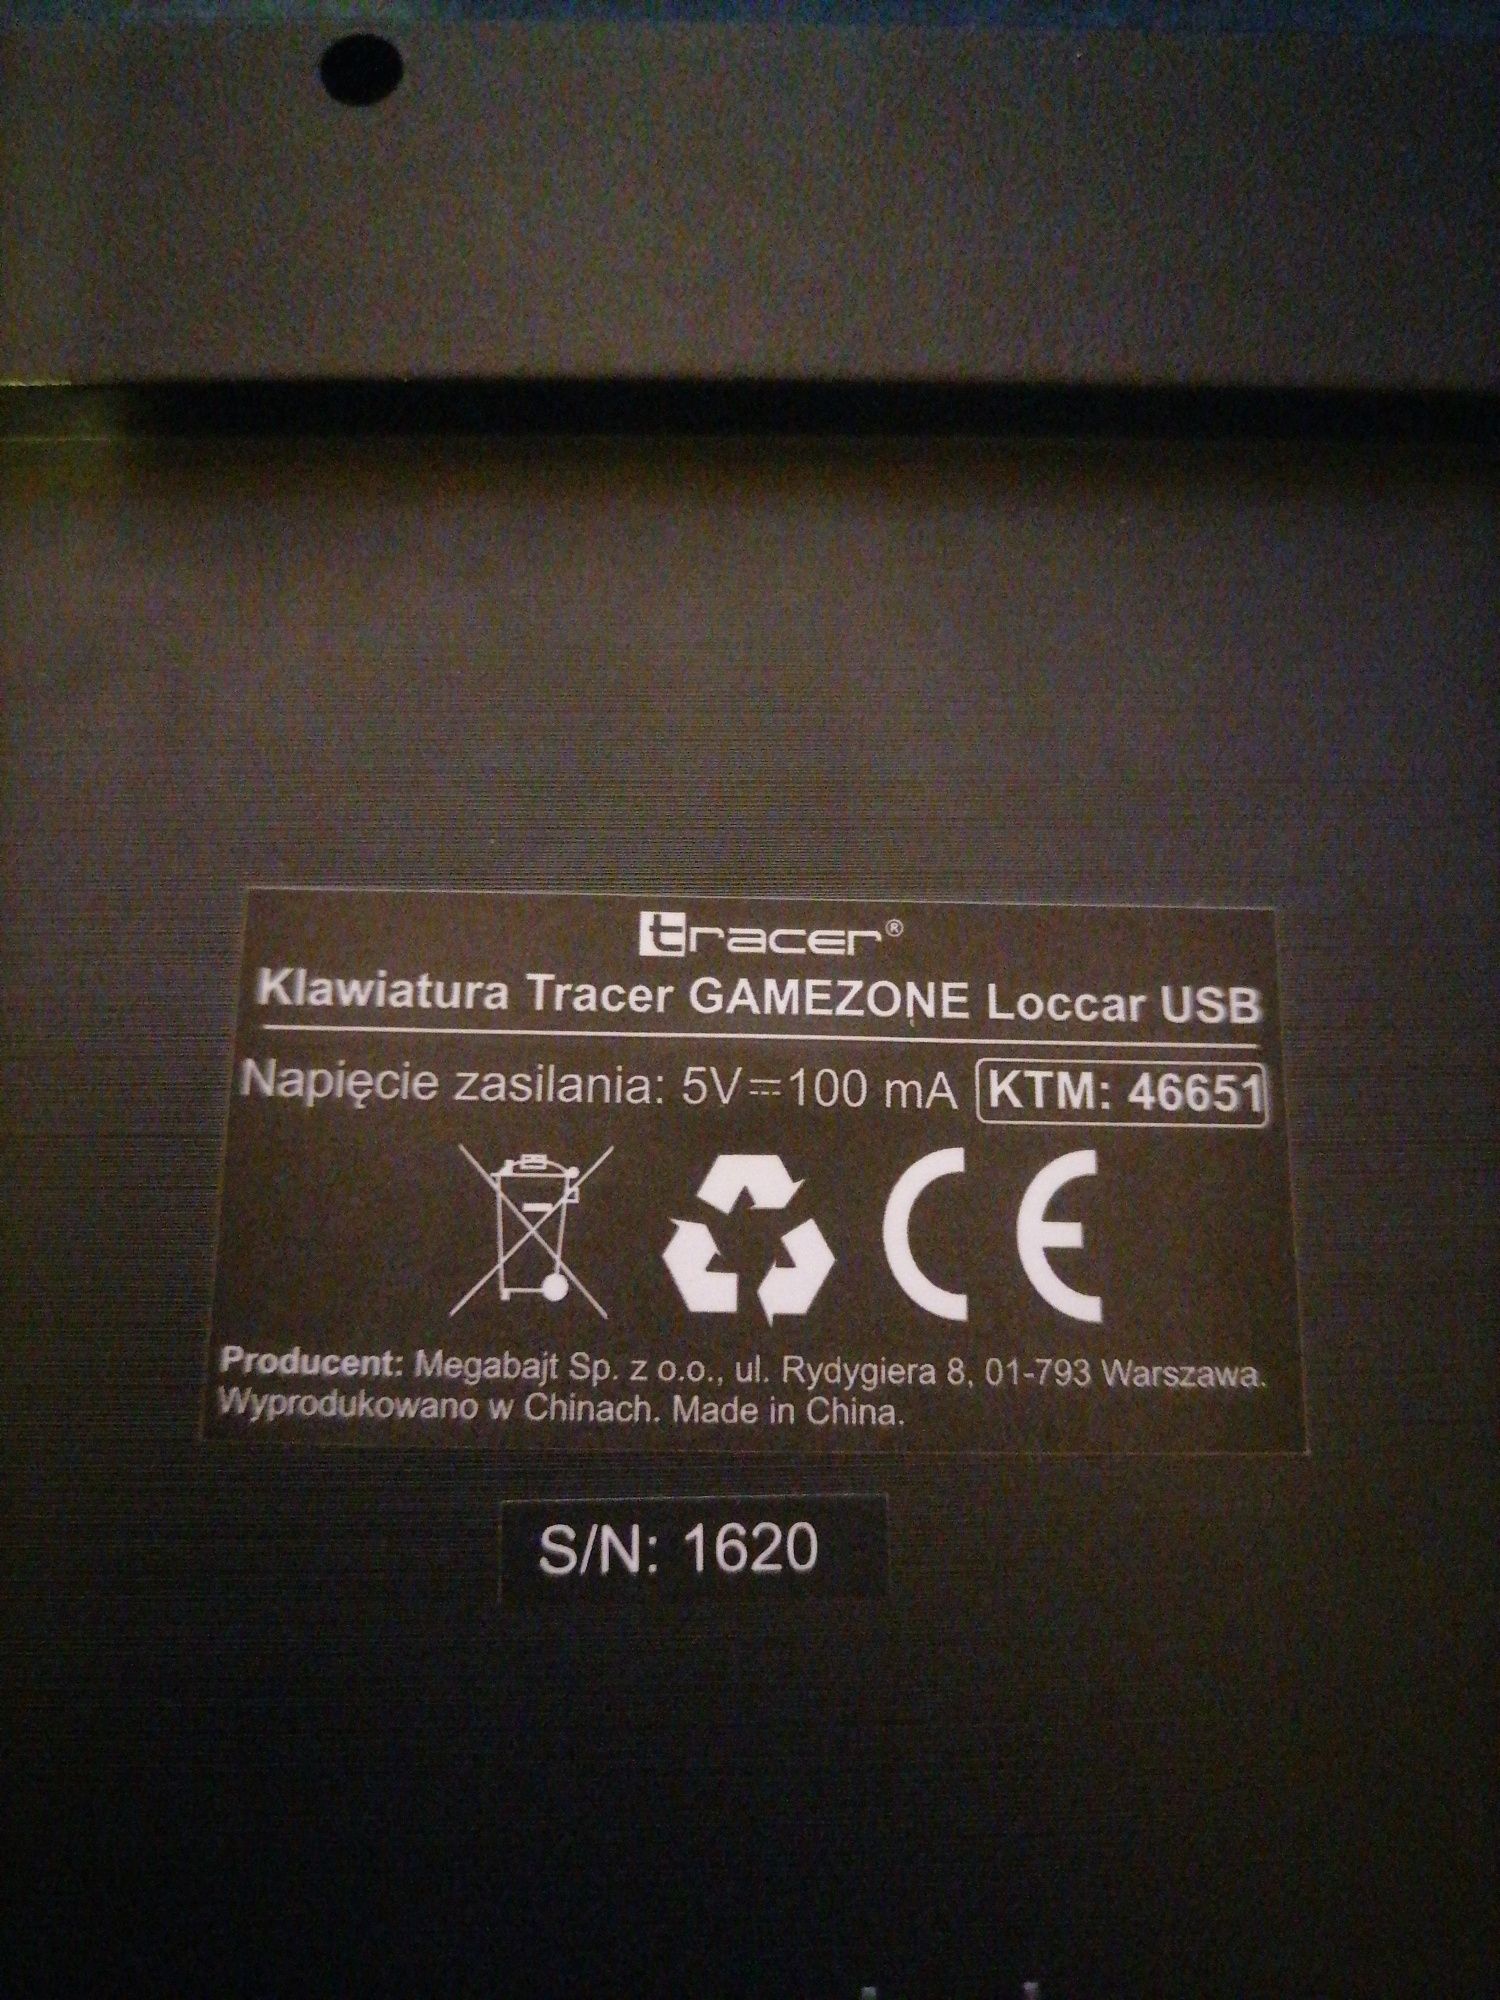 tracer®
Klawiatura Tracer GAMEZONE Loccar USB
Napięcie zasilania: 5V⎓100 mA KTM: 46651
CE
Producent: Megabajt Sp. z o.o., ul. Rydygiera 8, 01-793 Warszawa.
Wyprodukowano w Chinach. Made in China.
S/N: 1620